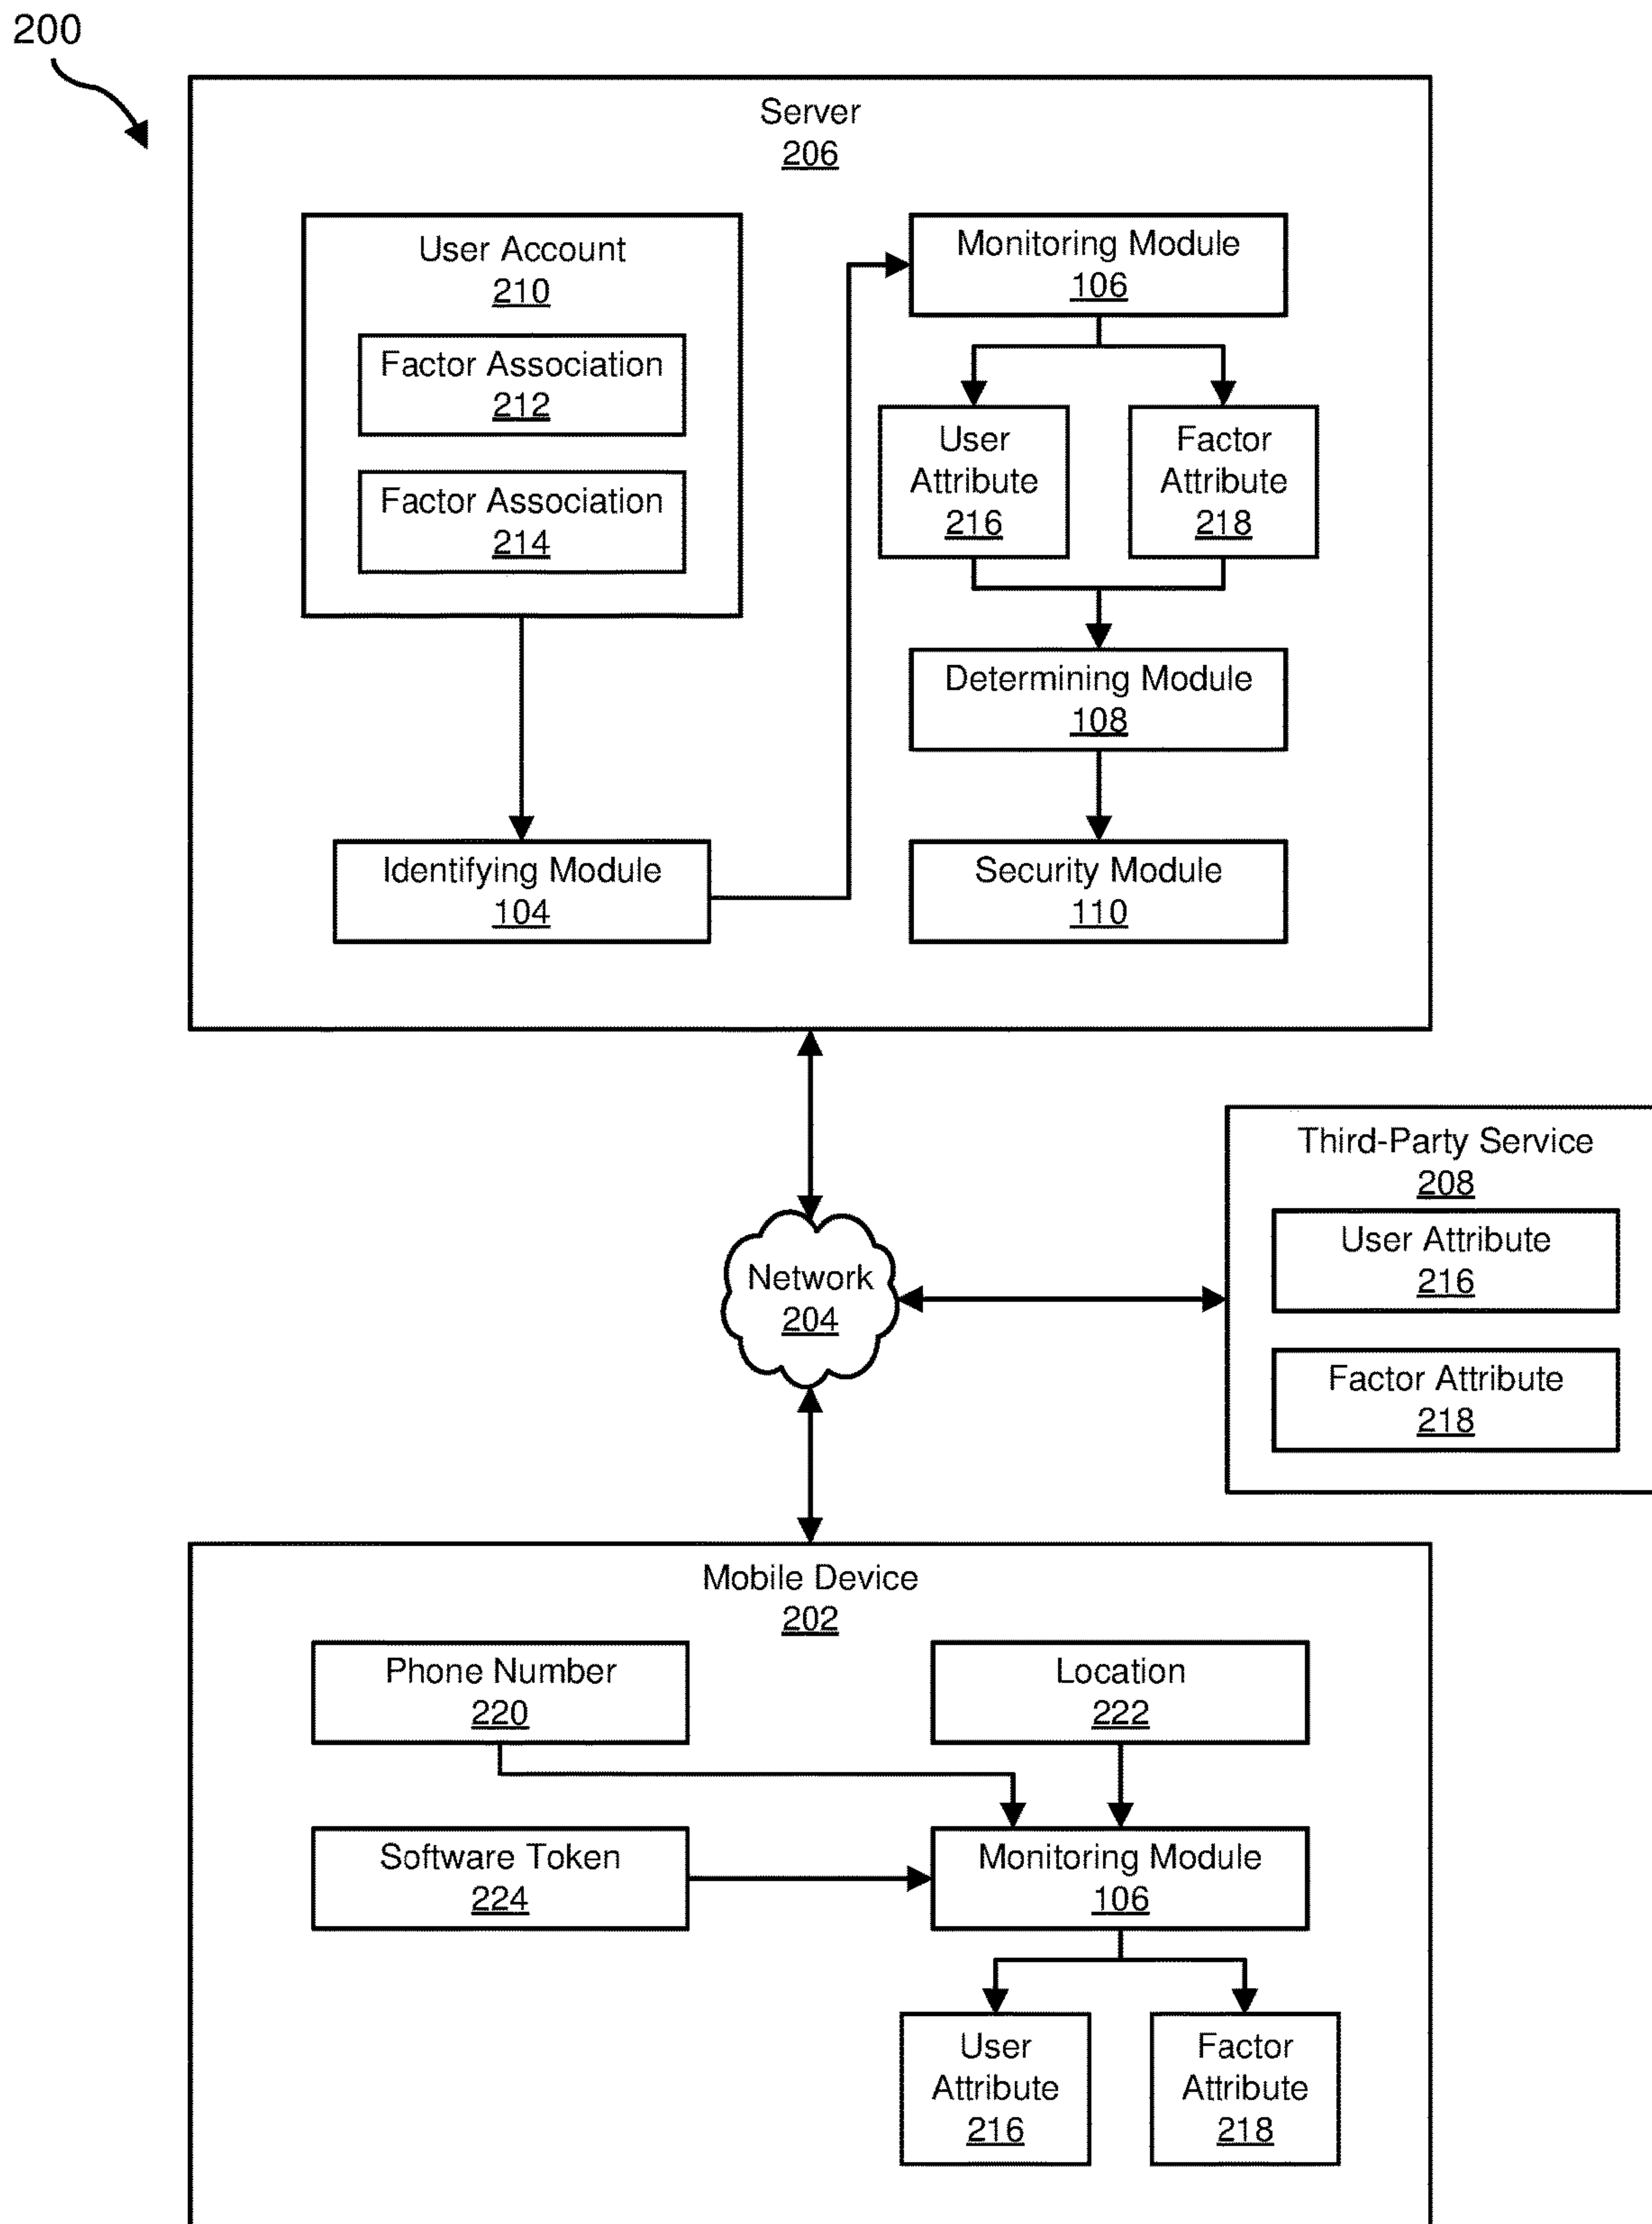 200
Server
206
User Account
210
Factor Association
212
Factor Association
214
Identifying Module
104
Monitoring Module
106
User
Attribute
216
Factor
Attribute
218
Determining Module
108
Security Module
110
Network
204
Third-Party Service
208
User Attribute
216
Factor Attribute
218
Mobile Device
202
Phone Number
220
Location
222
Software Token
224
Monitoring Module
106
User
Attribute
216
Factor
Attribute
218